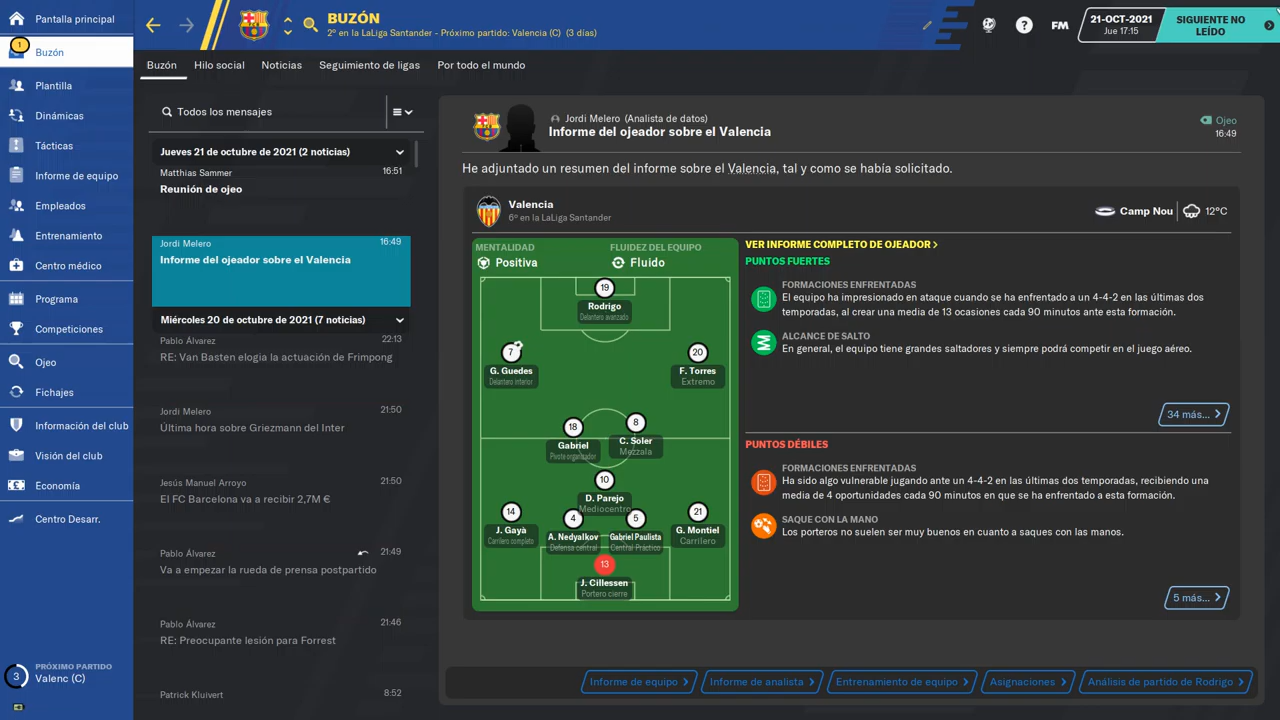 Pantalla principal
1
Buzón
Plantilla
Dinámicas
Tácticas
Informe de equipo
Empleados
Entrenamiento
Centro médico
Programa
Competiciones
Ojeo
Fichajes
Información del club
Visión del club
Economía
Centro Desarr.
3
PRÓXIMO PARTIDO
Valenc (C)
BUZÓN
2º en la LaLiga Santander - Próximo partido: Valencia (C) (3 días)
?
FM
21-OCT-2021
Jue 17:15
SIGUIENTE NO
LEÍDO
Buzón
Hilo social
Noticias
Seguimiento de ligas
Por todo el mundo
Todos los mensajes
Jueves 21 de octubre de 2021 (2 noticias)
Matthias Sammer 16:51
Reunión de ojeo
Jordi Melero 16:49
Informe del ojeador sobre el Valencia
Miércoles 20 de octubre de 2021 (7 noticias)
Pablo Álvarez 22:13
RE: Van Basten elogia la actuación de Frimpong
Jordi Melero 21:50
Última hora sobre Griezmann del Inter
Jesús Manuel Arroyo 21:50
El FC Barcelona va a recibir 2,7M €
Pablo Álvarez 21:49
Va a empezar la rueda de prensa postpartido
Pablo Álvarez 21:46
RE: Preocupante lesión para Forrest
Patrick Kluivert 8:52
Jordi Melero (Analista de datos)
Informe del ojeador sobre el Valencia
Ojeo
16:49
He adjuntado un resumen del informe sobre el Valencia, tal y como se había solicitado.
Valencia
6º en la LaLiga Santander
Camp Nou
12°C
MENTALIDAD
Positiva
FLUIDEZ DEL EQUIPO
Fluido
19
Rodrigo
Delantero avanzado
7
G. Guedes
Delantero interior
20
F. Torres
Extremo
18
Gabriel
Pivote organizador
8
C. Soler
Mezzala
10
D. Parejo
Mediocentro
14
J. Gayà
Carrilero completo
4
A. Nedyalkov
Defensa central
5
Gabriel Paulista
Central Práctico
21
G. Montiel
Carrilero
13
J. Cillessen
Portero cierre
VER INFORME COMPLETO DE OJEADOR >
PUNTOS FUERTES
FORMACIONES ENFRENTADAS
El equipo ha impresionado en ataque cuando se ha enfrentado a un 4-4-2 en las últimas dos
temporadas, al crear una media de 13 ocasiones cada 90 minutos ante esta formación.
ALCANCE DE SALTO
En general, el equipo tiene grandes saltadores y siempre podrá competir en el juego aéreo.
34 más... >
PUNTOS DÉBILES
FORMACIONES ENFRENTADAS
Ha sido algo vulnerable jugando ante un 4-4-2 en las últimas dos temporadas, recibiendo una
media de 4 oportunidades cada 90 minutos en que se ha enfrentado a esta formación.
SAQUE CON LA MANO
Los porteros no suelen ser muy buenos en cuanto a saques con las manos.
5 más... >
Informe de equipo >
Informe de analista >
Entrenamiento de equipo >
Asignaciones >
Análisis de partido de Rodrigo >